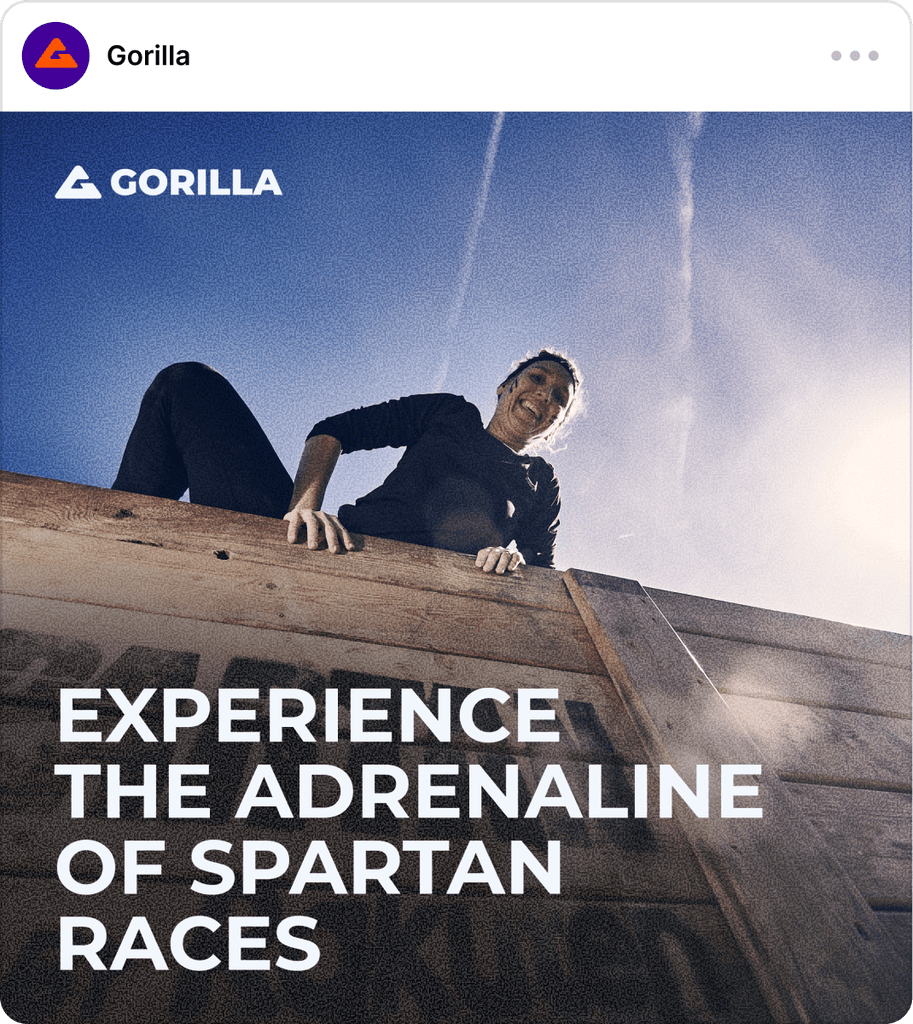 Gorilla
GORILLA
EXPERIENCE
THE ADRENALINE
OF SPARTAN
RACES